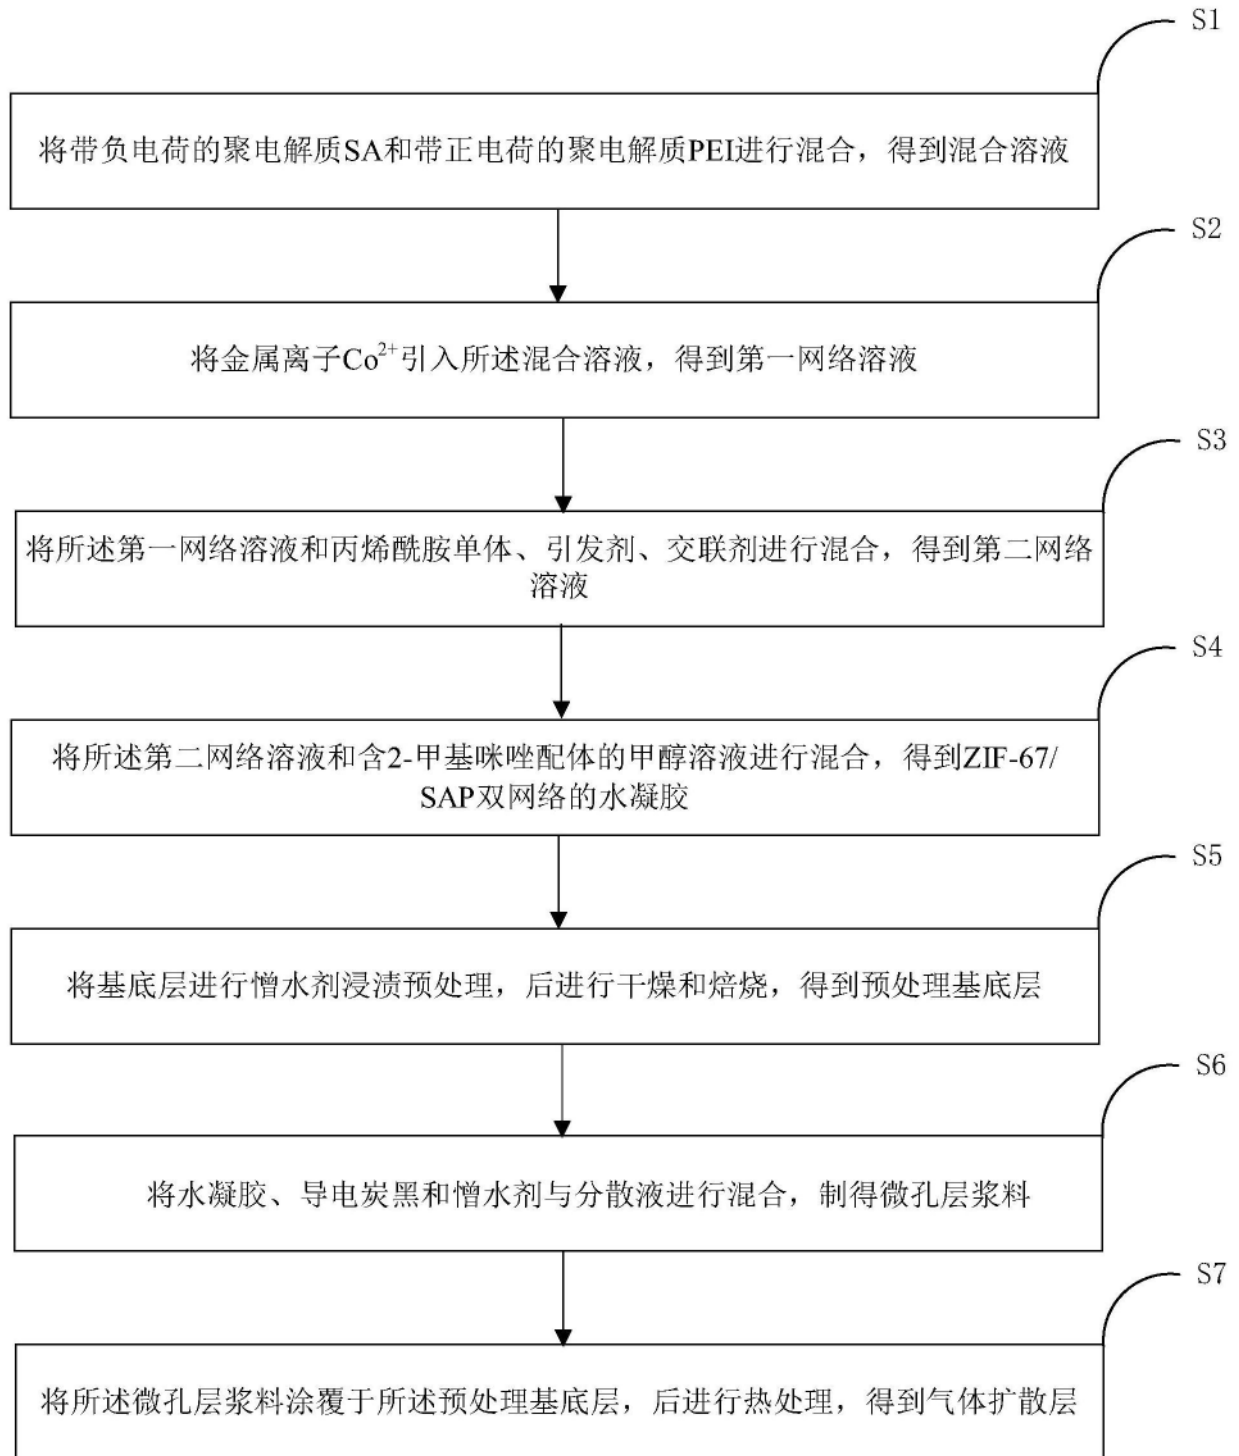 S1
将带负电荷的聚电解质SA和带正电荷的聚电解质PEI进行混合，得到混合溶液
S2
将金属离子Co²⁺引入所述混合溶液，得到第一网络溶液
S3
将所述第一网络溶液和丙烯酰胺单体、引发剂、交联剂进行混合，得到第二网络
溶液
S4
将所述第二网络溶液和含2-甲基咪唑配体的甲醇溶液进行混合，得到ZIF-67/
SAP双网络的水凝胶
S5
将基底层进行憎水剂浸渍预处理，后进行干燥和焙烧，得到预处理基底层
S6
将水凝胶、导电炭黑和憎水剂与分散液进行混合，制得微孔层浆料
S7
将所述微孔层浆料涂覆于所述预处理基底层，后进行热处理，得到气体扩散层